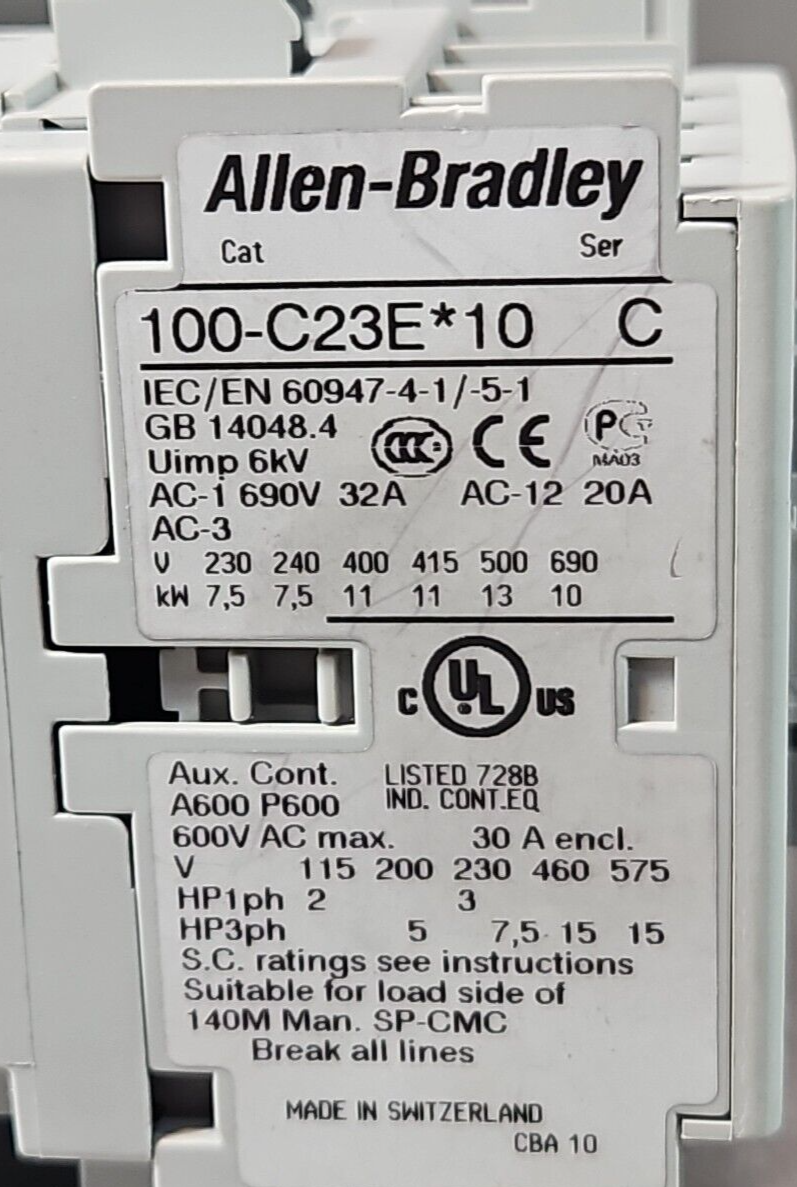 Allen-Bradley
Cat Ser
100-C23E*10 C
IEC/EN 60947-4-1/-5-1
GB 14048.4
CCC CE PG
Uimp 6kV
MA03
AC-1 690V 32A AC-12 20A
AC-3
V 230 240 400 415 500 690
kW 7,5 7,5 11 11 13 10
C UL US
Aux. Cont. LISTED 728B
A600 P600 IND. CONT.EQ
600V AC max. 30 A encl.
V 115 200 230 460 575
HP1ph 2 3
HP3ph 5 7,5 15 15
S.C. ratings see instructions
Suitable for load side of
140M Man. SP-CMC
Break all lines
MADE IN SWITZERLAND
CBA 10